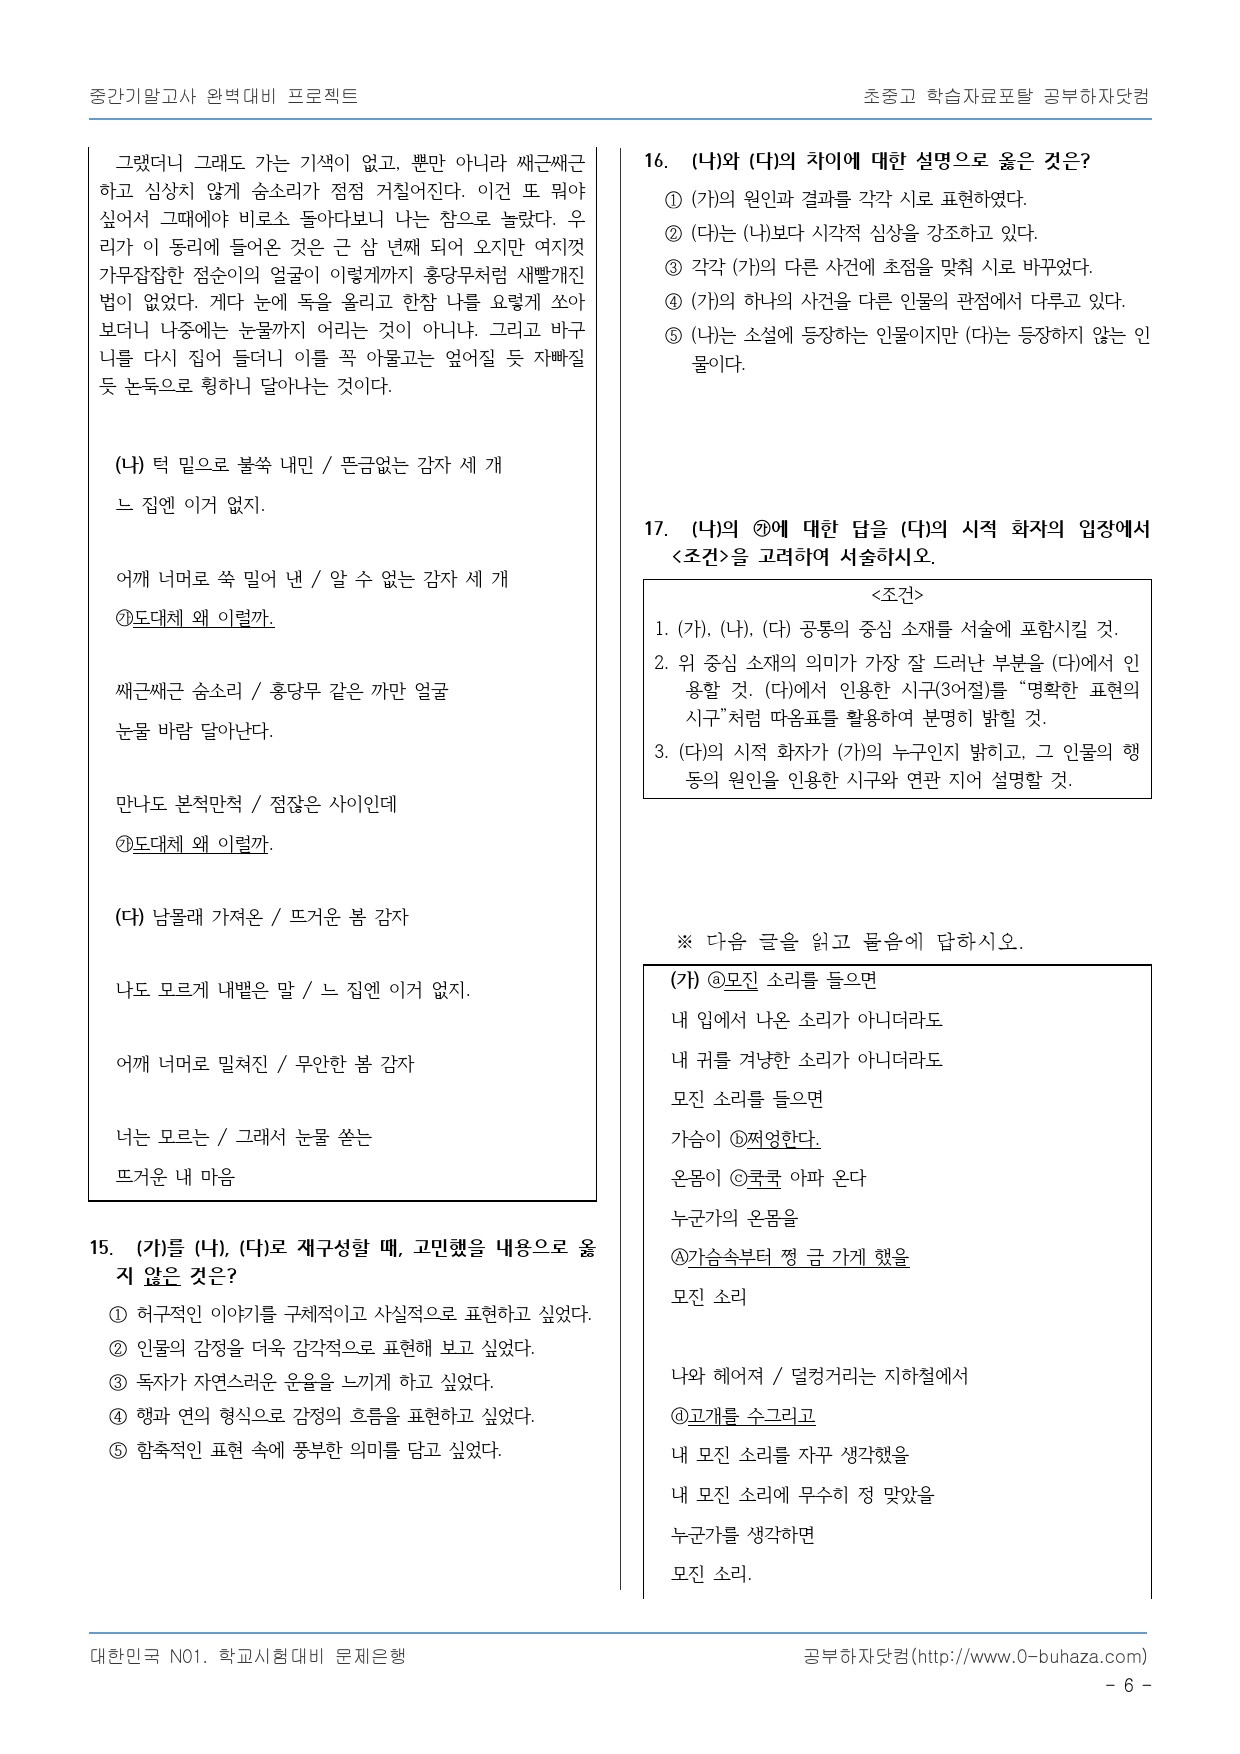 중간기말고사 완벽대비 프로젝트
초중고 학습자료포탈 공부하자닷컴
그랬더니 그래도 가는 기색이 없고, 뿐만 아니라 쌔근쌔근
하고 심상치 않게 숨소리가 점점 거칠어진다. 이건 또 뭐야
싶어서 그때에야 비로소 돌아다보니 나는 참으로 놀랐다. 우
리가 이 동리에 들어온 것은 근 삼 년째 되어 오지만 여지껏
가무잡잡한 점순이의 얼굴이 이렇게까지 홍당무처럼 새빨개진
법이 없었다. 게다 눈에 독을 올리고 한참 나를 요렇게 쏘아
보더니 나중에는 눈물까지 어리는 것이 아니냐. 그리고 바구
니를 다시 집어 들더니 이를 꼭 아물고는 엎어질 듯 자빠질
듯 논둑으로 휭하니 달아나는 것이다.
(나) 턱 밑으로 불쑥 내민 / 뜬금없는 감자 세 개
느 집엔 이거 없지.
어깨 너머로 쑥 밀어 낸 / 알 수 없는 감자 세 개
㉮도대체 왜 이럴까.
쌔근쌔근 숨소리 / 홍당무 같은 까만 얼굴
눈물 바람 달아난다.
만나도 본척만척 / 점잖은 사이인데
㉮도대체 왜 이럴까.
(다) 남몰래 가져온 / 뜨거운 봄 감자
나도 모르게 내뱉은 말 / 느 집엔 이거 없지.
어깨 너머로 밀쳐진 / 무안한 봄 감자
너는 모르는 / 그래서 눈물 쏟는
뜨거운 내 마음
15. (가)를 (나), (다)로 재구성할 때, 고민했을 내용으로 옳
지 않은 것은?
① 허구적인 이야기를 구체적이고 사실적으로 표현하고 싶었다.
② 인물의 감정을 더욱 감각적으로 표현해 보고 싶었다.
③ 독자가 자연스러운 운율을 느끼게 하고 싶었다.
④ 행과 연의 형식으로 감정의 흐름을 표현하고 싶었다.
⑤ 함축적인 표현 속에 풍부한 의미를 담고 싶었다.
16. (나)와 (다)의 차이에 대한 설명으로 옳은 것은?
① (가)의 원인과 결과를 각각 시로 표현하였다.
② (다)는 (나)보다 시각적 심상을 강조하고 있다.
③ 각각 (가)의 다른 사건에 초점을 맞춰 시로 바꾸었다.
④ (가)의 하나의 사건을 다른 인물의 관점에서 다루고 있다.
⑤ (나)는 소설에 등장하는 인물이지만 (다)는 등장하지 않는 인
물이다.
17. (나)의 ㉮에 대한 답을 (다)의 시적 화자의 입장에서
<조건>을 고려하여 서술하시오.
<조건>
1. (가), (나), (다) 공통의 중심 소재를 서술에 포함시킬 것.
2. 위 중심 소재의 의미가 가장 잘 드러난 부분을 (다)에서 인
용할 것. (다)에서 인용한 시구(3어절)를 “명확한 표현의
시구”처럼 따옴표를 활용하여 분명히 밝힐 것.
3. (다)의 시적 화자가 (가)의 누구인지 밝히고, 그 인물의 행
동의 원인을 인용한 시구와 연관 지어 설명할 것.
※ 다음 글을 읽고 물음에 답하시오.
(가) ⓐ모진 소리를 들으면
내 입에서 나온 소리가 아니더라도
내 귀를 겨냥한 소리가 아니더라도
모진 소리를 들으면
가슴이 ⓑ쩌엉한다.
온몸이 ⓒ쿡쿡 아파 온다
누군가의 온몸을
Ⓐ가슴속부터 쩡 금 가게 했을
모진 소리
나와 헤어져 / 덜컹거리는 지하철에서
ⓓ고개를 수그리고
내 모진 소리를 자꾸 생각했을
내 모진 소리에 무수히 정 맞았을
누군가를 생각하면
모진 소리.
대한민국 N01. 학교시험대비 문제은행
공부하자닷컴(http://www.0-buhaza.com)
- 6 -